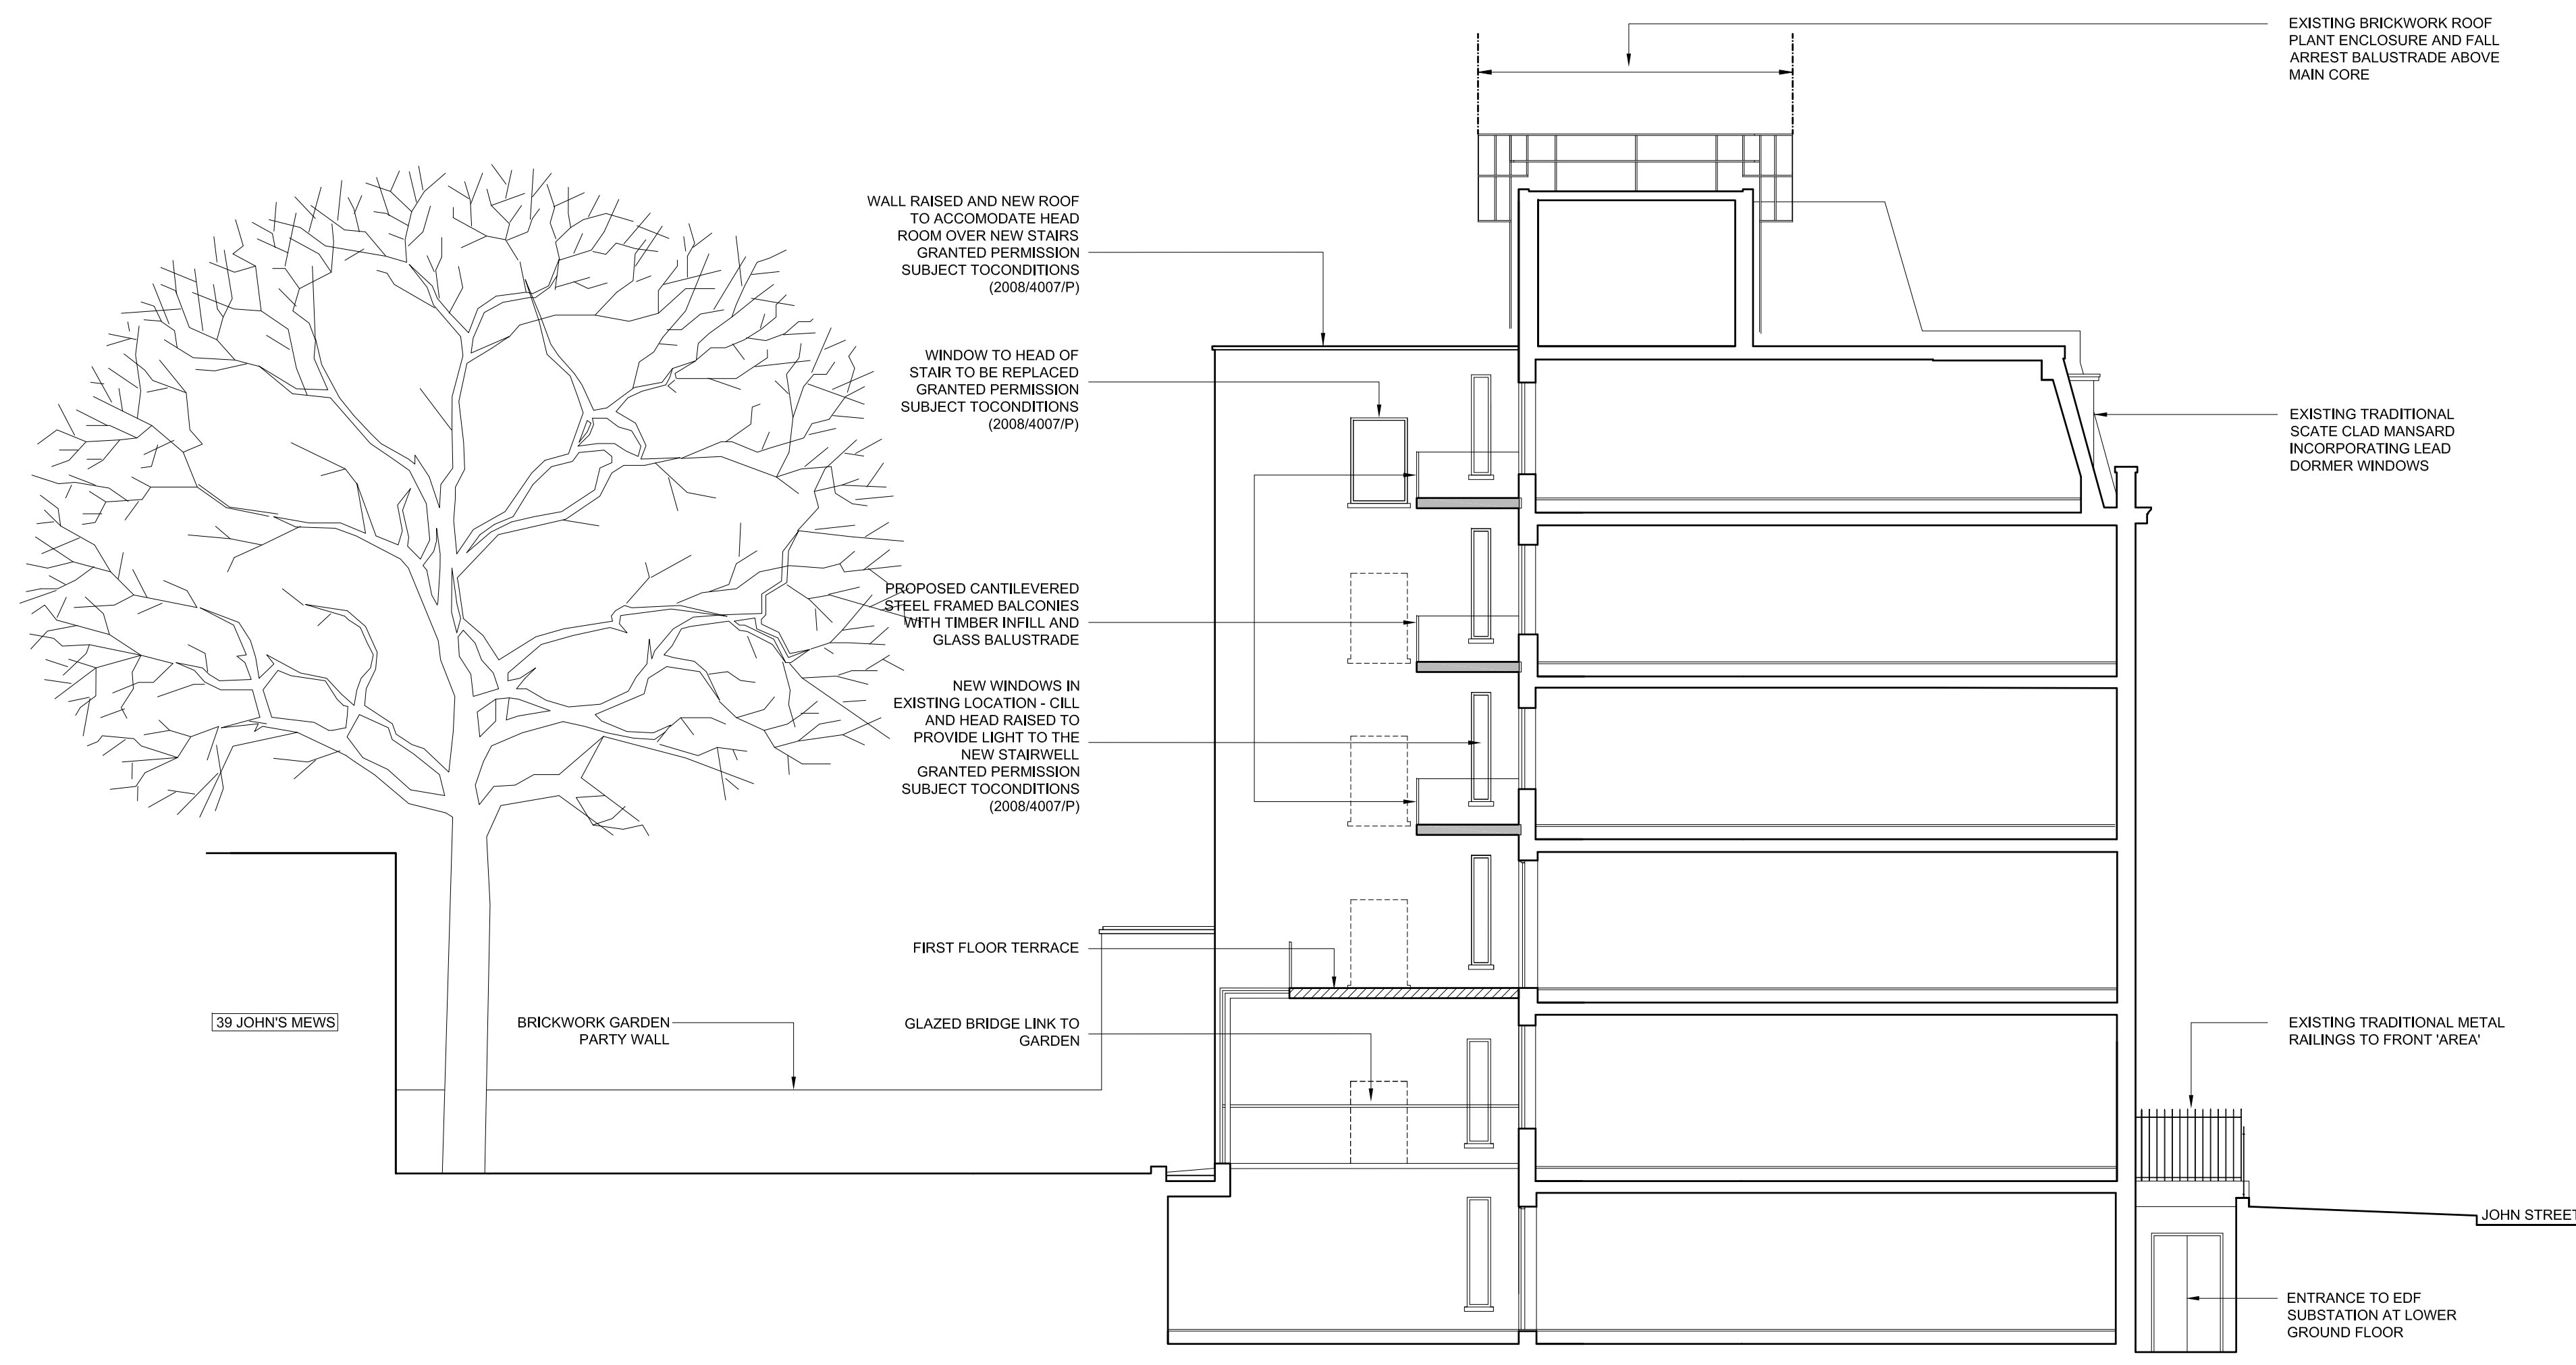 EXISTING BRICKWORK ROOF
PLANT ENCLOSURE AND FALL
ARREST BALUSTRADE ABOVE
MAIN CORE
WALL RAISED AND NEW ROOF
TO ACCOMODATE HEAD
ROOM OVER NEW STAIRS
GRANTED PERMISSION
SUBJECT TOCONDITIONS
(2008/4007/P)
WINDOW TO HEAD OF
STAIR TO BE REPLACED
GRANTED PERMISSION
SUBJECT TOCONDITIONS
(2008/4007/P)
EXISTING TRADITIONAL
SCATE CLAD MANSARD
INCORPORATING LEAD
DORMER WINDOWS
PROPOSED CANTILEVERED
STEEL FRAMED BALCONIES
WITH TIMBER INFILL AND
GLASS BALUSTRADE
NEW WINDOWS IN
EXISTING LOCATION - CILL
AND HEAD RAISED TO
PROVIDE LIGHT TO THE
NEW STAIRWELL
GRANTED PERMISSION
SUBJECT TOCONDITIONS
(2008/4007/P)
FIRST FLOOR TERRACE
39 JOHN'S MEWS
BRICKWORK GARDEN
PARTY WALL
GLAZED BRIDGE LINK TO
GARDEN
EXISTING TRADITIONAL METAL
RAILINGS TO FRONT 'AREA'
JOHN STREET
ENTRANCE TO EDF
SUBSTATION AT LOWER
GROUND FLOOR